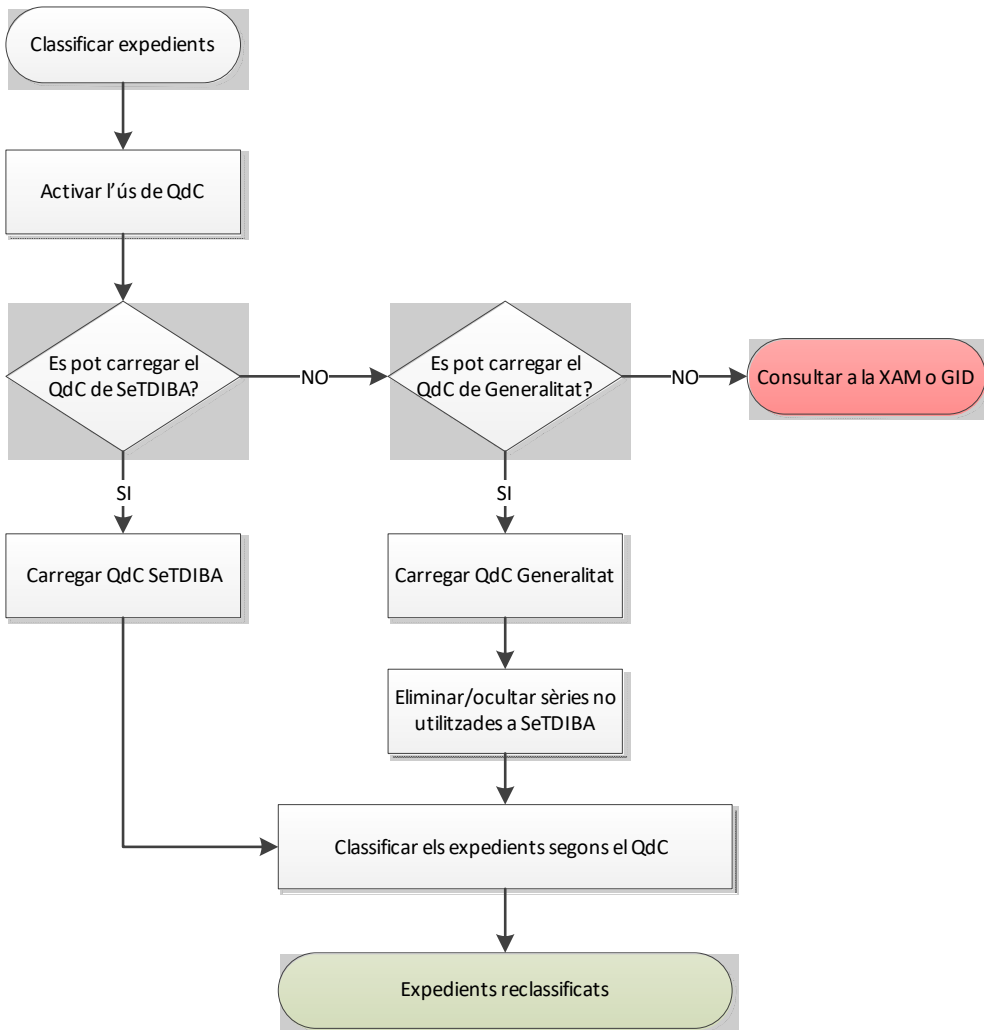 Classificar expedients
Activar l'ús de QdC
Es pot carregar el
QdC de SeTDIBA?
NO
Es pot carregar el
QdC de Generalitat?
NO
Consultar a la XAM o GID
SI
SI
Carregar QdC SeTDIBA
Carregar QdC Generalitat
Eliminar/ocultar sèries no
utilitzades a SeTDIBA
Classificar els expedients segons el QdC
Expedients reclassificats